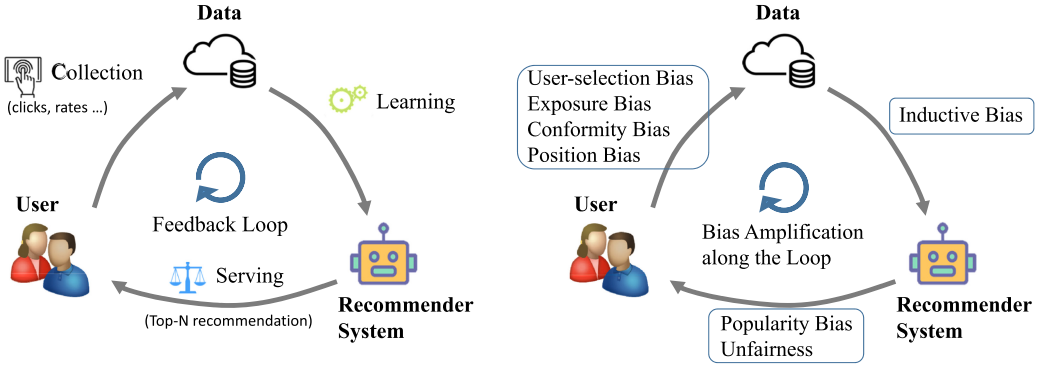 Data
Collection
(clicks, rates ...)
Learning
User
Feedback Loop
Serving
(Top-N recommendation)
Recommender
System
Data
User-selection Bias
Exposure Bias
Conformity Bias
Position Bias
Inductive Bias
User
Bias Amplification
along the Loop
Recommender
System
Popularity Bias
Unfairness